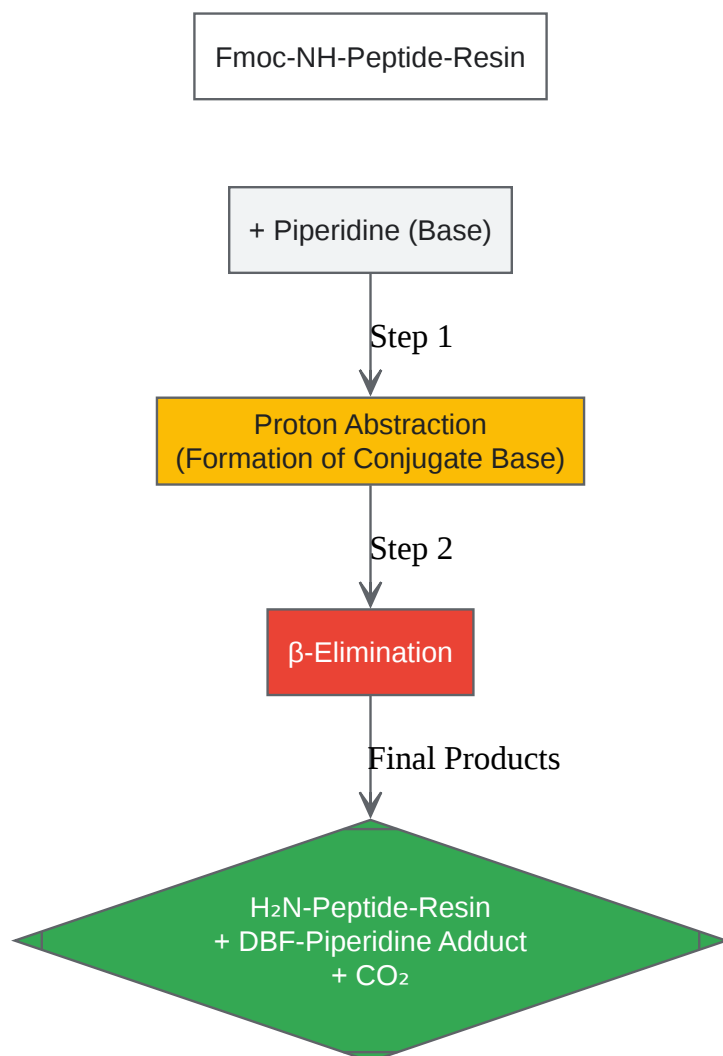 Fmoc-NH-Peptide-Resin
+ Piperidine (Base)
Step 1
Proton Abstraction
(Formation of Conjugate Base)
Step 2
β-Elimination
Final Products
H₂N-Peptide-Resin
+ DBF-Piperidine Adduct
+ CO₂